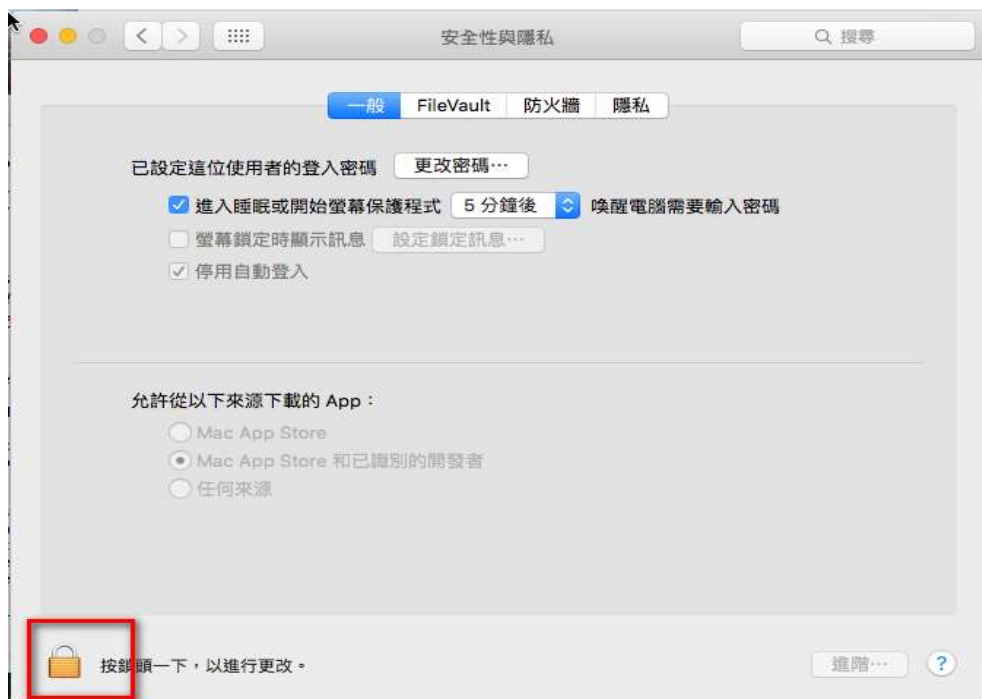 安全性與隱私
搜尋
一般 FileVault 防火牆 隱私
已設定這位使用者的登入密碼 更改密碼⋯
進入睡眠或開始螢幕保護程式 5 分鐘後 喚醒電腦需要輸入密碼
螢幕鎖定時顯示訊息 設定鎖定訊息⋯
停用自動登入
允許從以下來源下載的 App：
Mac App Store
Mac App Store 和已識別的開發者
任何來源
按鎖頭一下，以進行更改。
進階⋯ ?